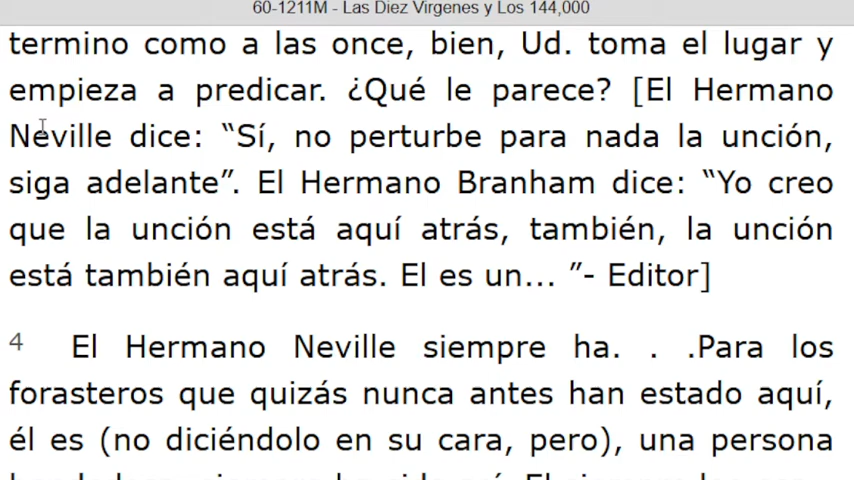 60-1211M - Las Diez Virgenes y Los 144,000
termino como a las once, bien, Ud. toma el lugar y
empieza a predicar. ¿Qué le parece? [El Hermano
Neville dice: “Sí, no perturbe para nada la unción,
siga adelante”. El Hermano Branham dice: “Yo creo
que la unción está aquí atrás, también, la unción
está también aquí atrás. El es un... ”- Editor]
4 El Hermano Neville siempre ha. . .Para los
forasteros que quizás nunca antes han estado aquí,
él es (no diciéndolo en su cara, pero), una persona